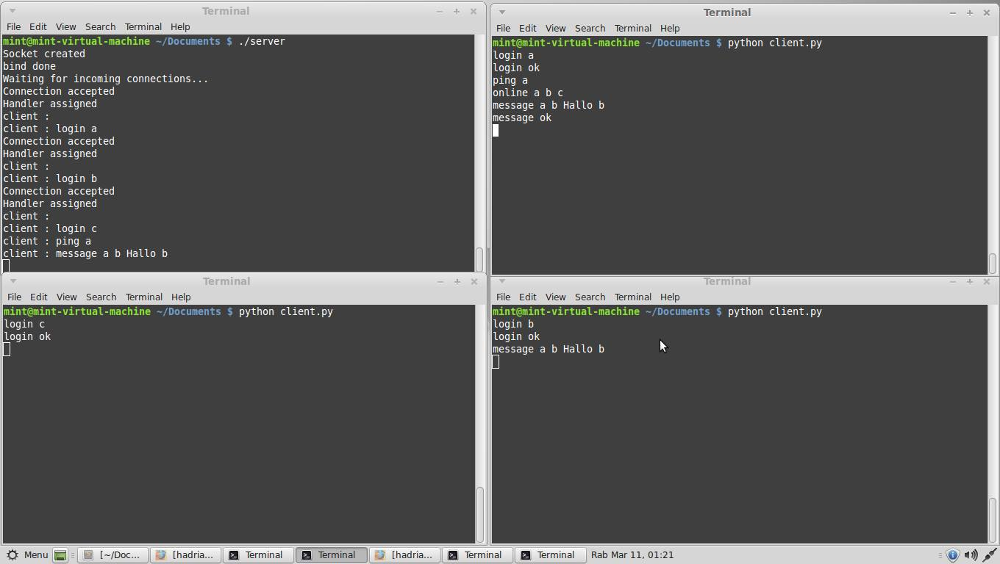 Terminal
File Edit View Search Terminal Help
mint@mint-virtual-machine ~/Documents $ ./server
Socket created
bind done
Waiting for incoming connections...
Connection accepted
Handler assigned
client :
client : login a
Connection accepted
Handler assigned
client :
client : login b
Connection accepted
Handler assigned
client :
client : login c
client : ping a
client : message a b Hallo b
Terminal
File Edit View Search Terminal Help
mint@mint-virtual-machine ~/Documents $ python client.py
login a
login ok
ping a
online a b c
message a b Hallo b
message ok
Terminal
File Edit View Search Terminal Help
mint@mint-virtual-machine ~/Documents $ python client.py
login c
login ok
Terminal
File Edit View Search Terminal Help
mint@mint-virtual-machine ~/Documents $ python client.py
login b
login ok
message a b Hallo b
Menu [~/Doc... [hadria... Terminal Terminal [hadria... Terminal Terminal Rab Mar 11, 01:21